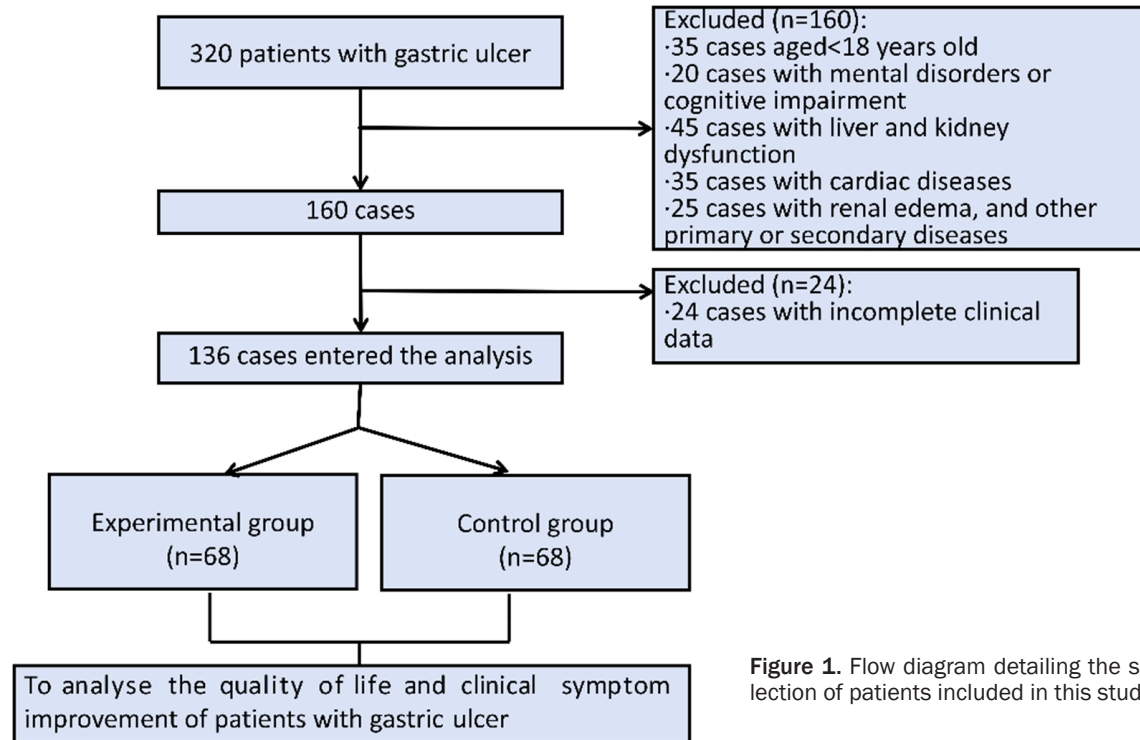 320 patients with gastric ulcer
Excluded (n=160):
·35 cases aged<18 years old
·20 cases with mental disorders or
cognitive impairment
·45 cases with liver and kidney
dysfunction
·35 cases with cardiac diseases
·25 cases with renal edema, and other
primary or secondary diseases
160 cases
Excluded (n=24):
·24 cases with incomplete clinical
data
136 cases entered the analysis
Experimental group
(n=68)
Control group
(n=68)
To analyse the quality of life and clinical symptom
improvement of patients with gastric ulcer
Figure 1. Flow diagram detailing the s
lection of patients included in this stud